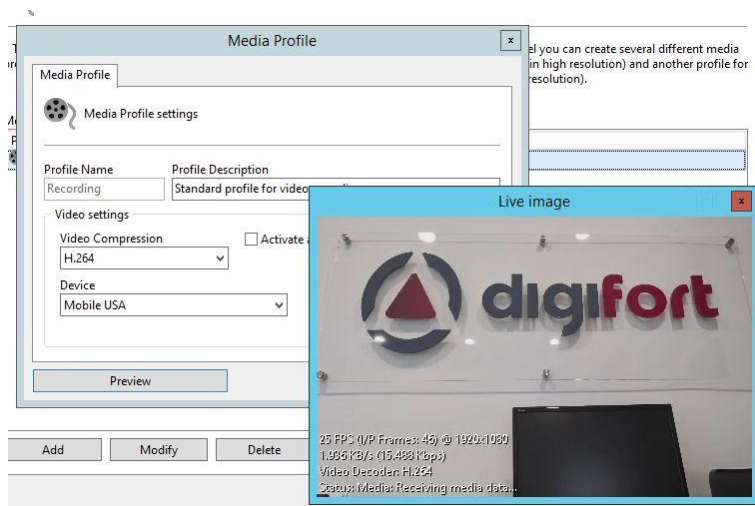 Media Profile
x
el you can create several different media
in high resolution) and another profile for
resolution).
Media Profile
Media Profile settings
Profile Name
Profile Description
Recording
Standard profile for video
Video settings
Video Compression
Activate
H.264
Device
Mobile USA
Preview
Live image
x
digifort
25 FPS (I/P Frames: 46) @ 1920x1080
1.936 KB/s (15.488 Kbps)
Video Decoder: H.264
Status: Media: Receiving media data...
Add
Modify
Delete